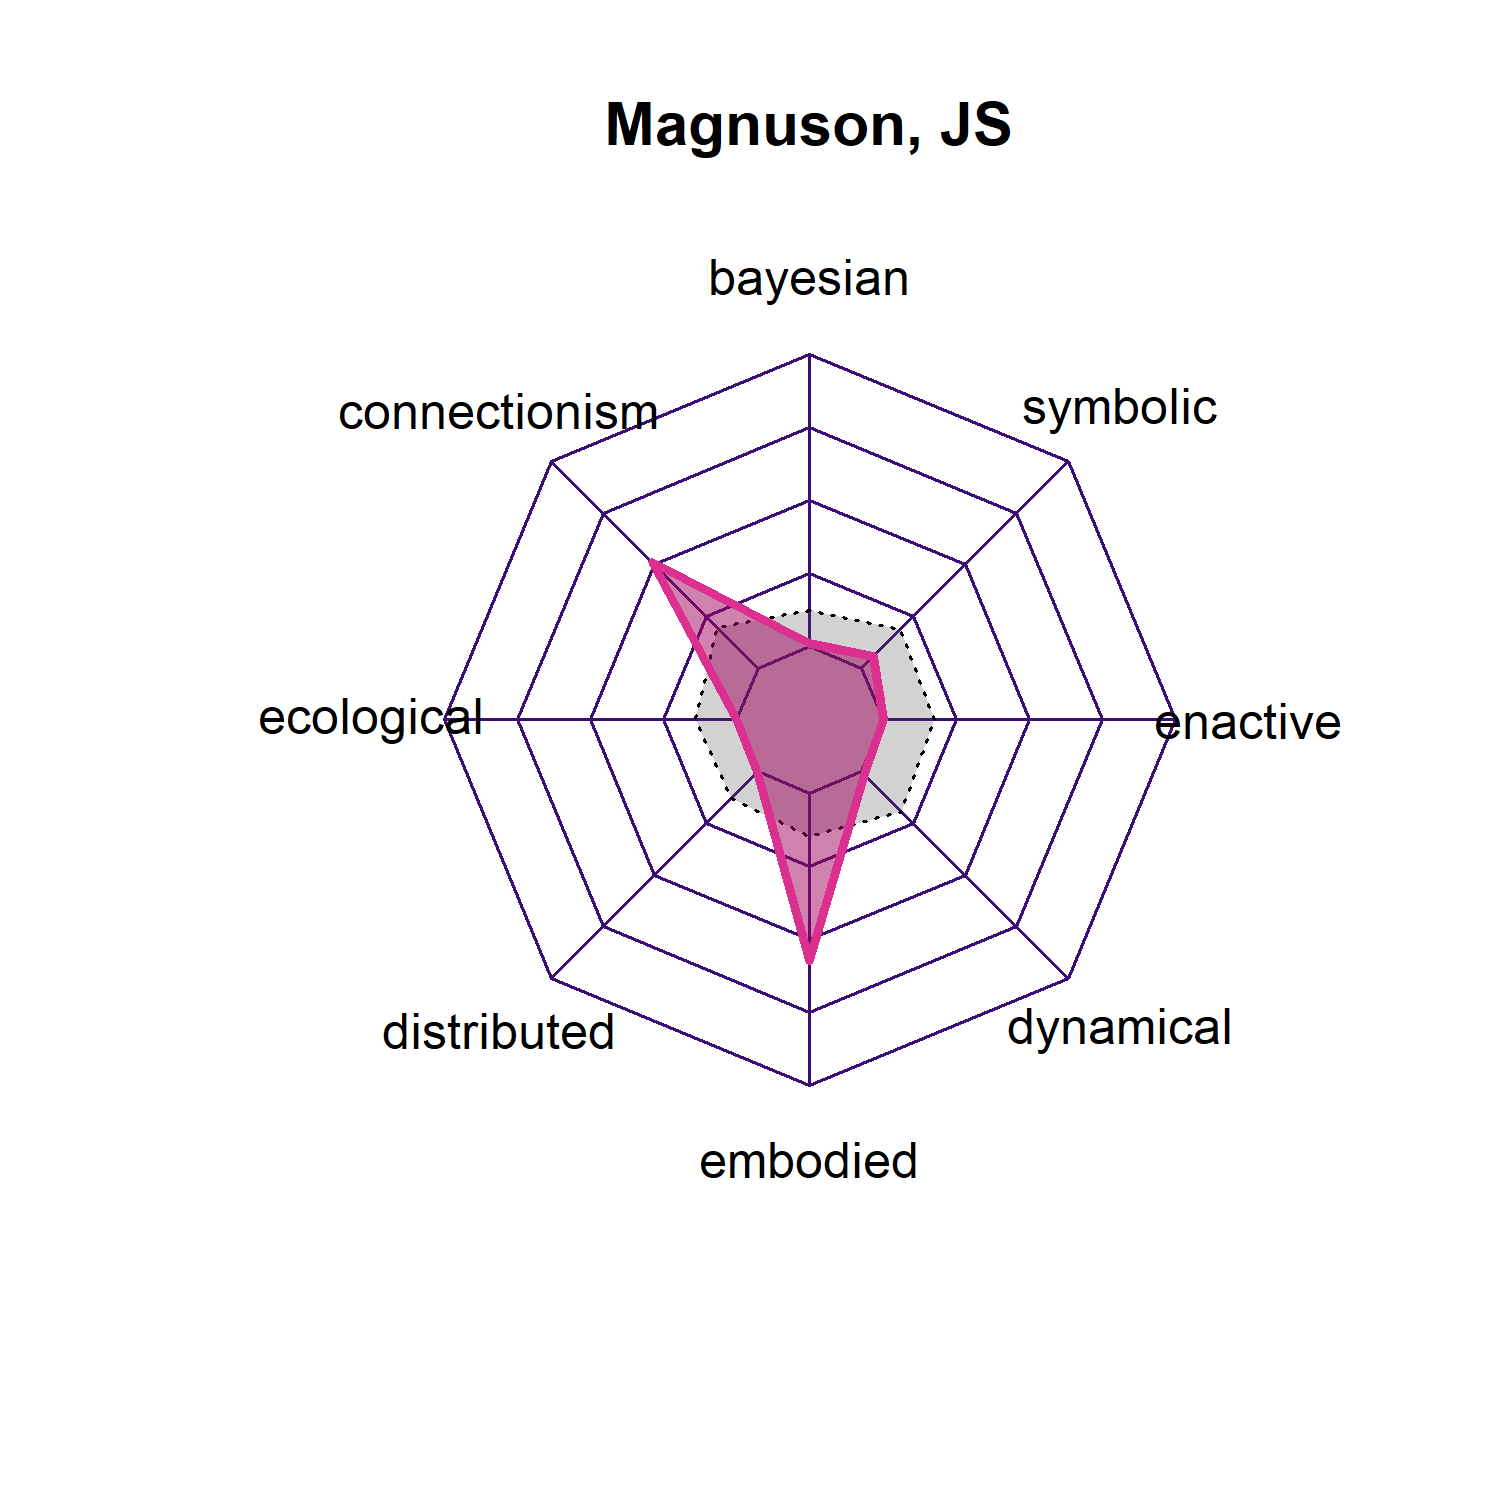 Magnuson, JS
bayesian
connectionism
symbolic
ecological
enactive
distributed
dynamical
embodied